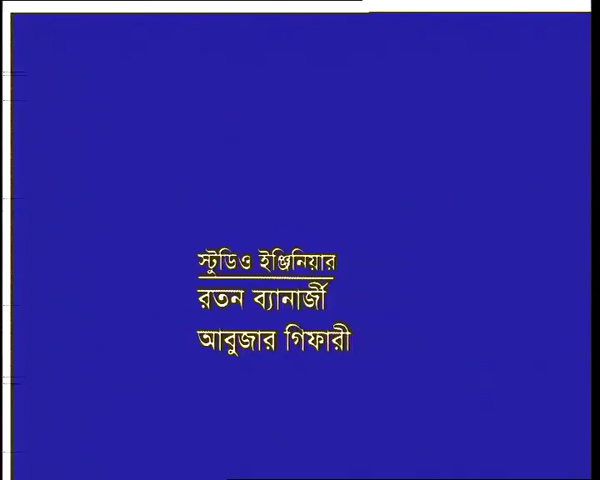 স্টুডিও ইঞ্জিনিয়ার
রতন ব্যানার্জী
আবুজার গিফারী